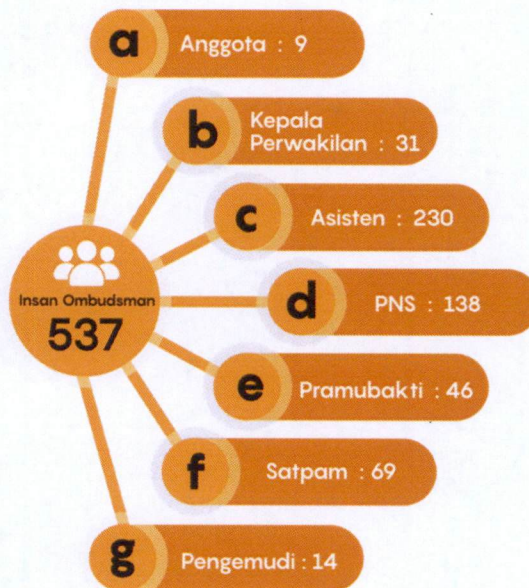 a Anggota : 9
b Kepala
Perwakilan : 31
c Asisten : 230
Insan Ombudsman
537
d PNS : 138
e Pramubakti : 46
f Satpam : 69
g Pengemudi : 14